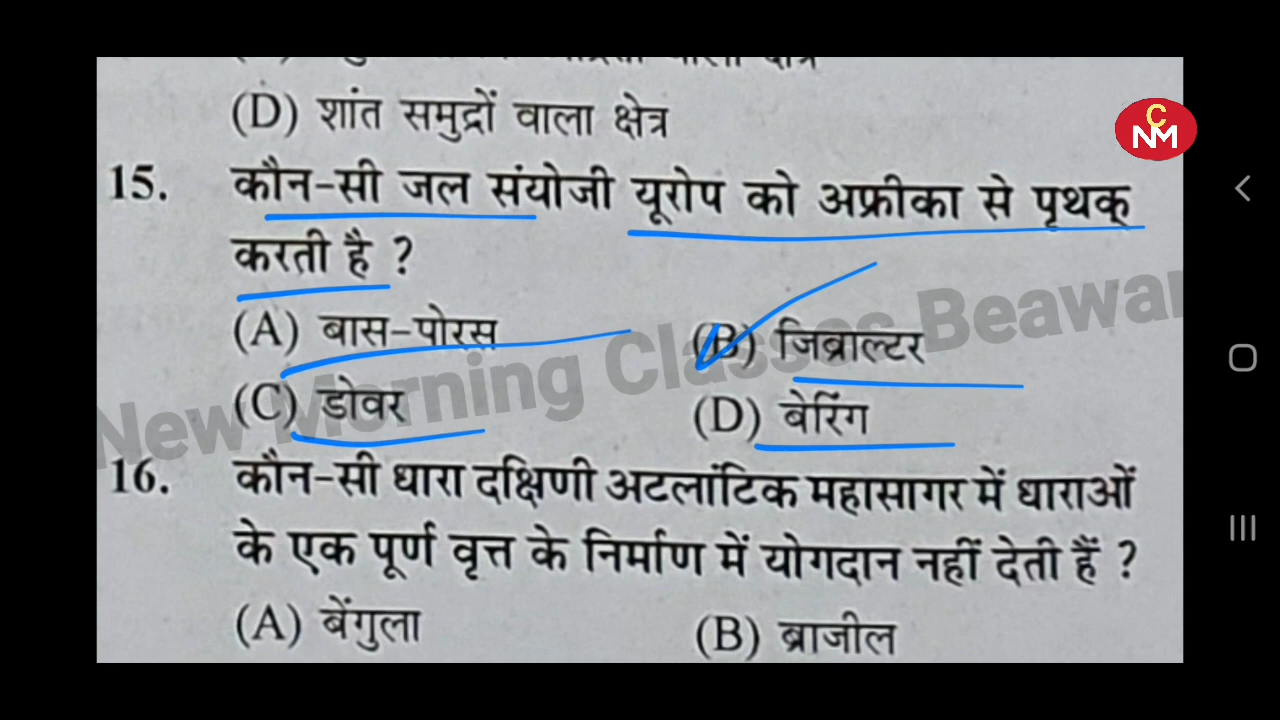 (D) शांत समुद्रों वाला क्षेत्र
C
NM
15. कौन-सी जल संयोजी यूरोप को अफ्रीका से पृथक्
करती है ?
(A) बास-पोरस (B) जिब्राल्टर
(C) डोवर (D) बेरिंग
New Morning Classes Beawar
16. कौन-सी धारा दक्षिणी अटलांटिक महासागर में धाराओं
के एक पूर्ण वृत्त के निर्माण में योगदान नहीं देती हैं ?
(A) बेंगुला (B) ब्राजील